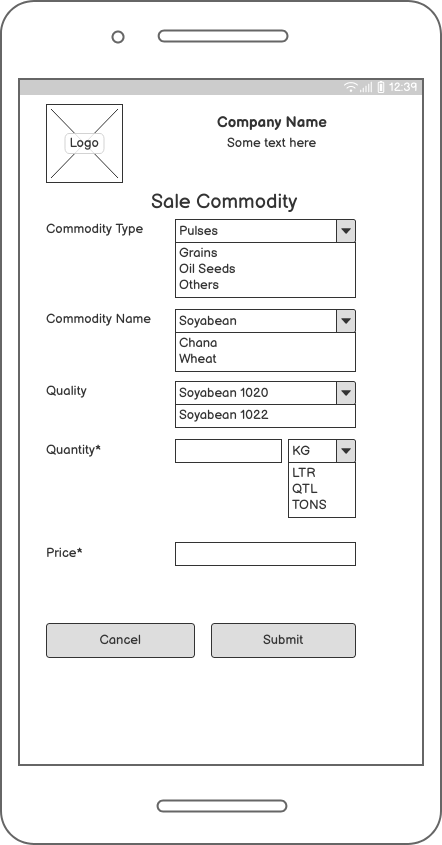 12:39
Logo
Company Name
Some text here
Sale Commodity
Commodity Type
Pulses
Grains
Oil Seeds
Others
Commodity Name
Soyabean
Chana
Wheat
Quality
Soyabean 1020
Soyabean 1022
Quantity*
KG
LTR
QTL
TONS
Price*
Cancel
Submit